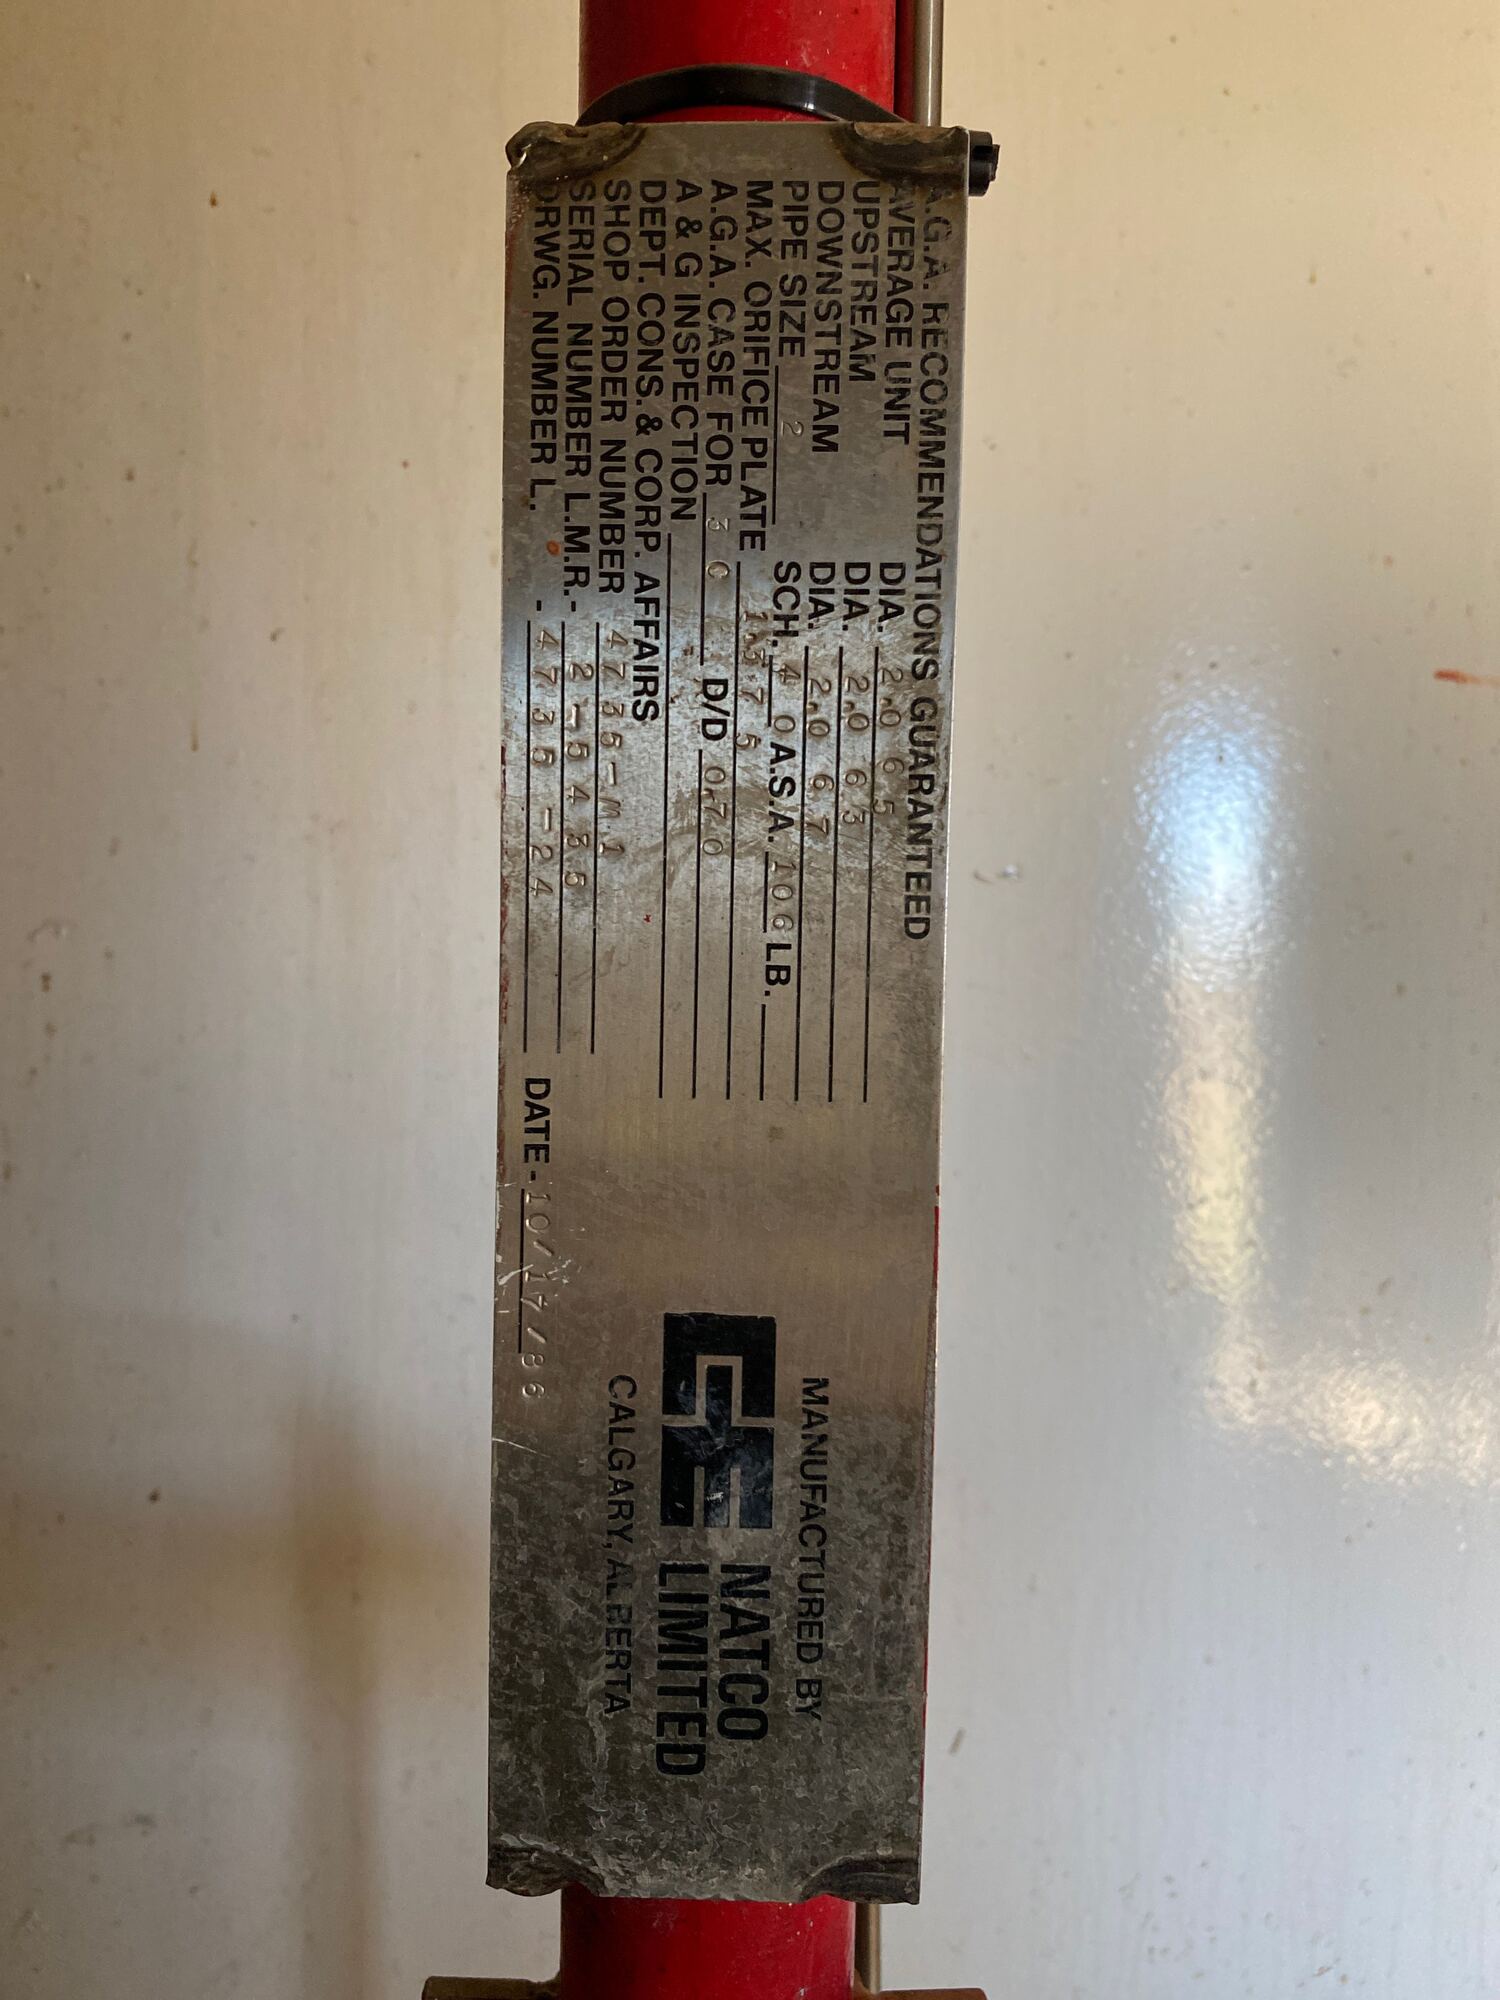 A.G.A. RECOMMENDATIONS GUARANTEED
AVERAGE UNIT DIA. 2.065
UPSTREAM DIA. 2.063
DOWNSTREAM DIA. 2.067
PIPE SIZE 2 SCH. 40 A.S.A. 106 LB.
MAX. ORIFICE PLATE 1.375
A.G.A. CASE FOR 3 C D/D 0.70
A & G INSPECTION
DEPT. CONS. & CORP. AFFAIRS
SHOP ORDER NUMBER 4735-M1
SERIAL NUMBER L.M.R.- 2-5435
DRWG. NUMBER L. - 4735-24 DATE - 10/17/86
MANUFACTURED BY
NATCO
LIMITED
CALGARY, ALBERTA